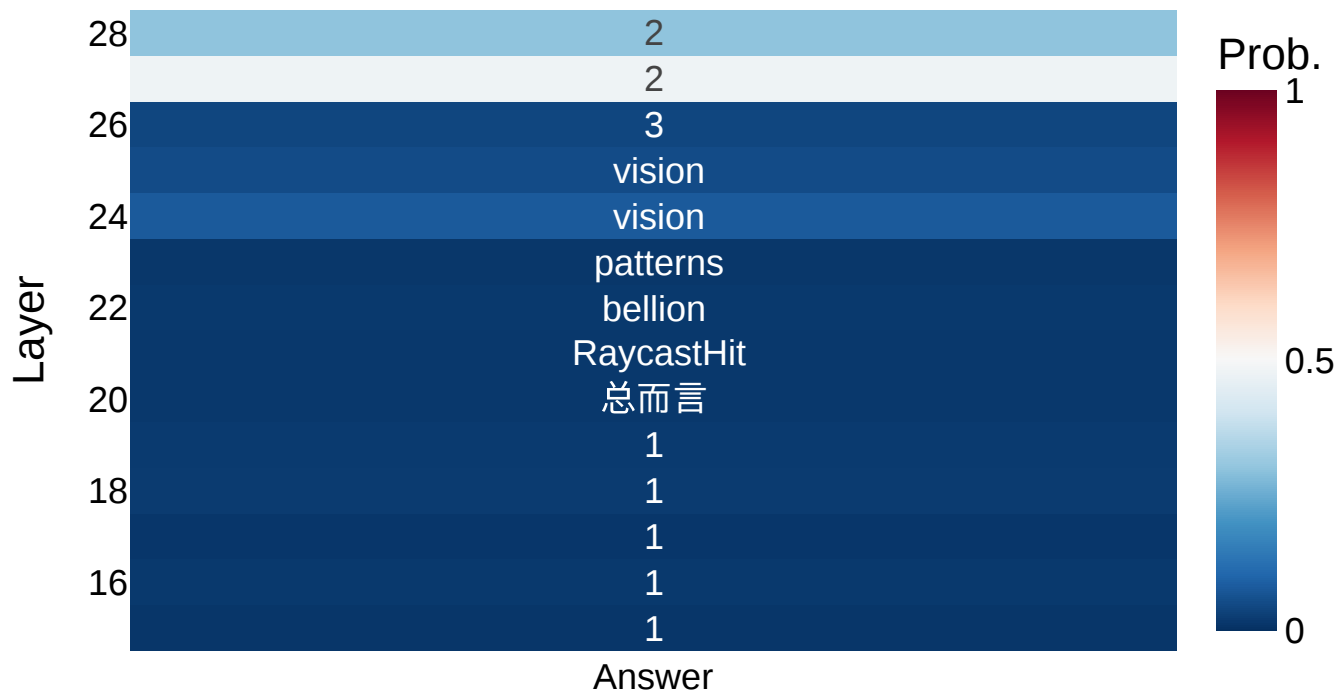 28 2
2
26 3
vision
24 vision
patterns
22 bellion
RaycastHit
20 总而言
1
18 1
1
16 1
1
Layer
Answer
Prob.
1
0.5
0